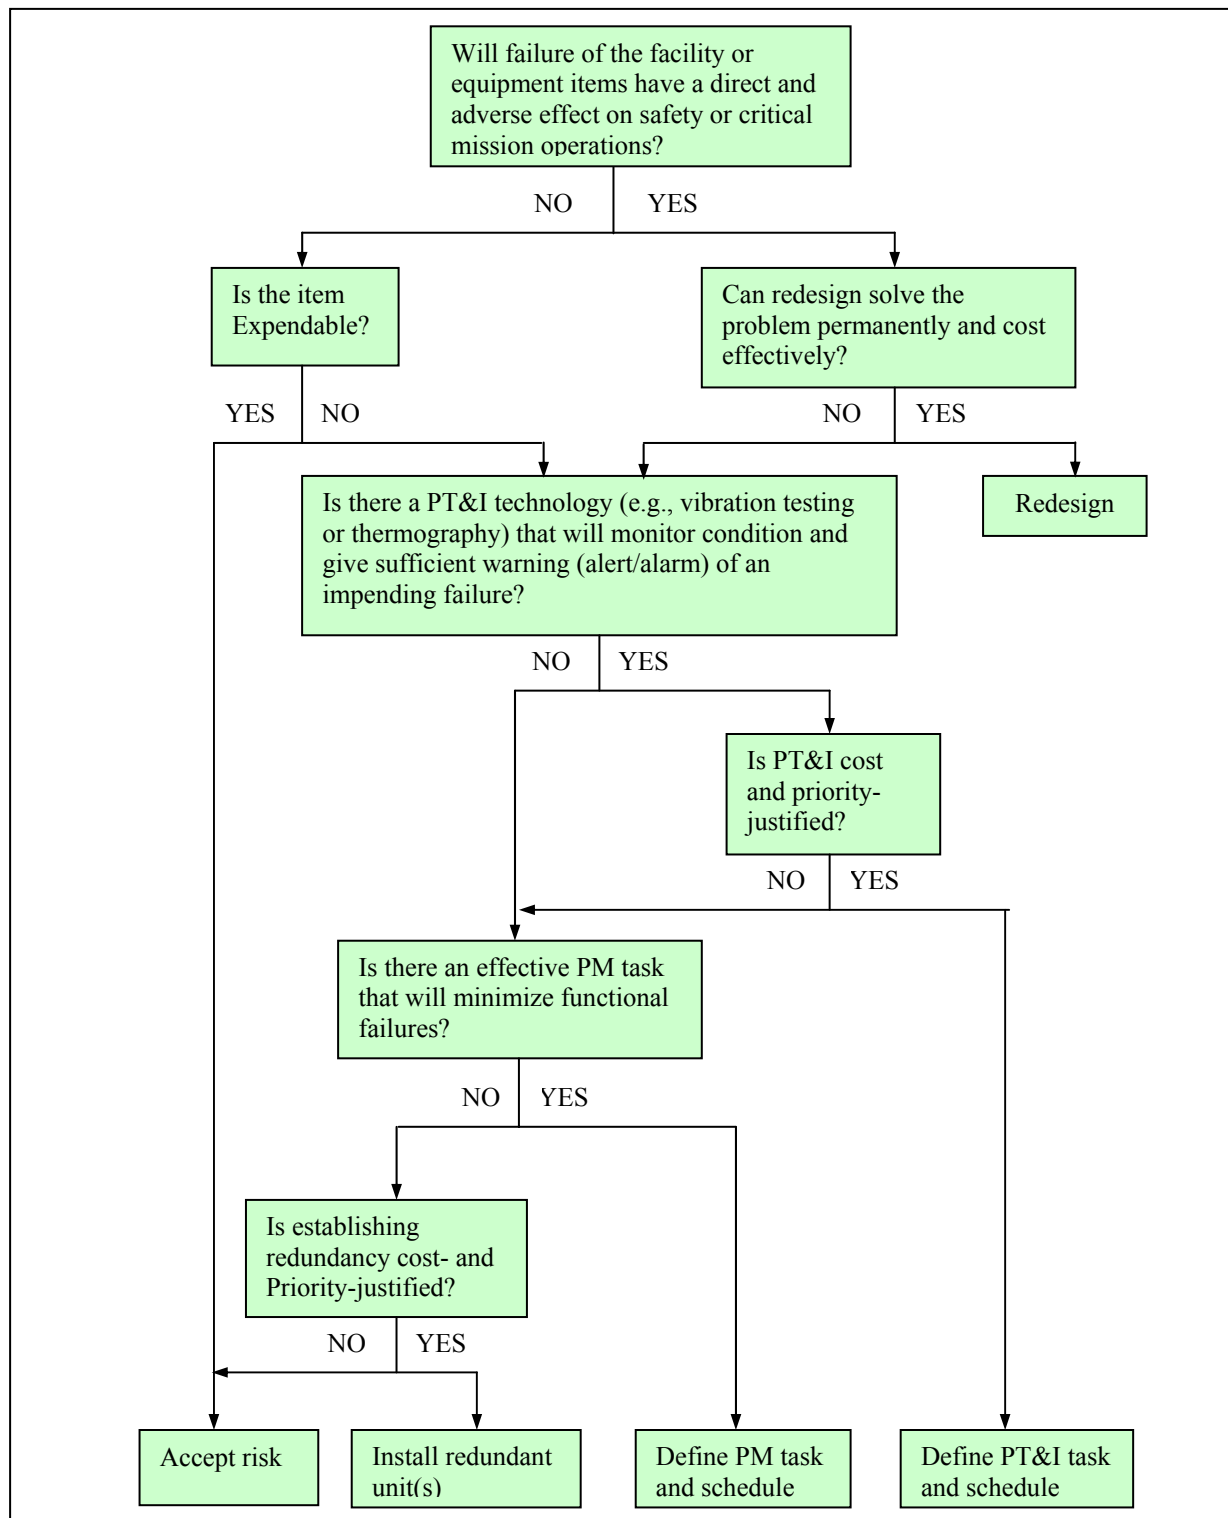 Will failure of the facility or
equipment items have a direct and
adverse effect on safety or critical
mission operations?
NO YES
Is the item
Expendable?
Can redesign solve the
problem permanently and cost
effectively?
YES NO
NO YES
Is there a PT&I technology (e.g., vibration testing
or thermography) that will monitor condition and
give sufficient warning (alert/alarm) of an
impending failure?
Redesign
NO YES
Is PT&I cost
and priority-
justified?
NO YES
Is there an effective PM task
that will minimize functional
failures?
NO YES
Is establishing
redundancy cost- and
Priority-justified?
NO YES
Accept risk
Install redundant
unit(s)
Define PM task
and schedule
Define PT&I task
and schedule